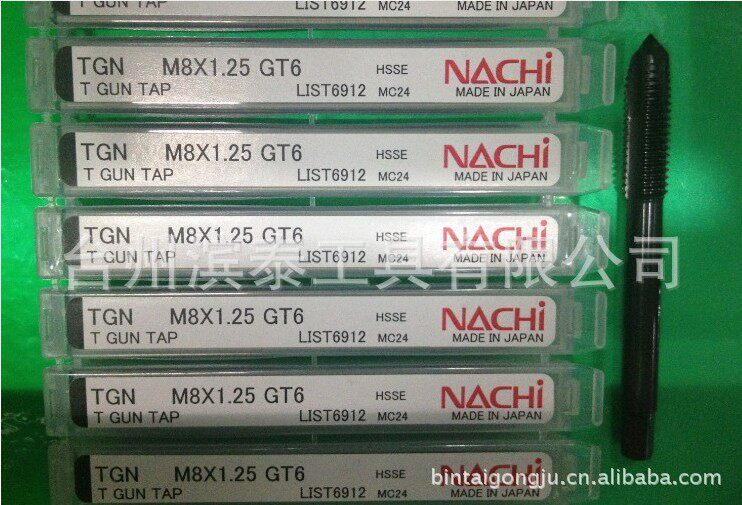 T GUN TAP LIST6912 MC24 MADE IN JAPAN
TGN M8X1.25 GT6 HSSE NACHi
T GUN TAP LIST6912 MC24 MADE IN JAPAN
TGN M8X1.25 GT6 HSSE NACHi
T GUN TAP LIST6912 MC24 MADE IN JAPAN
TGN M8X1.25 GT6 HSSE NACHi
T GUN TAP LIST6912 MC24 MADE IN JAPAN
台州滨泰工具有限公司
TGN M8X1.25 GT6 HSSE NACHi
T GUN TAP LIST6912 MC24 MADE IN JAPAN
TGN M8X1.25 GT6 HSSE NACHi
T GUN TAP LIST6912 MC24 MADE IN JAPAN
TGN M8X1.25 GT6 HSSE NACHi
T GUN TAP LIST6912 MC24
bintaigongju.cn.alibaba.com